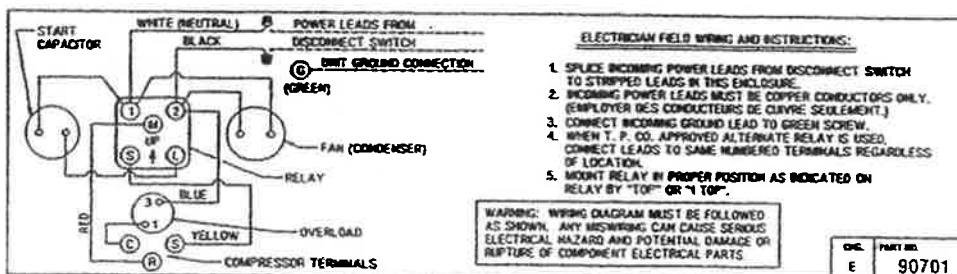 START
CAPACITOR
WHITE (NEUTRAL)
BLACK
POWER LEADS FROM
DISCONNECT SWITCH
G
UNIT GROUND CONNECTION
(GREEN)
1
2
M
UP
S
L
FAN (CONDENSER)
RELAY
BLUE
RED
3
1
OVERLOAD
YELLOW
C
S
R
COMPRESSOR TERMINALS
ELECTRICIAN FIELD WIRING AND INSTRUCTIONS:
1. SPLICE INCOMING POWER LEADS FROM DISCONNECT SWITCH
TO STRIPPED LEADS IN THIS ENCLOSURE.
2. INCOMING POWER LEADS MUST BE COPPER CONDUCTORS ONLY.
(EMPLOYER DES CONDUCTEURS DE CUIVRE SEULEMENT.)
3. CONNECT INCOMING GROUND LEAD TO GREEN SCREW.
4. WHEN T. P. CO. APPROVED ALTERNATE RELAY IS USED,
CONNECT LEADS TO SAME NUMBERED TERMINALS REGARDLESS
OF LOCATION.
5. MOUNT RELAY IN PROPER POSITION AS INDICATED ON
RELAY BY "TOP" OR "↑ TOP".
WARNING: WIRING DIAGRAM MUST BE FOLLOWED
AS SHOWN. ANY MISWIRING CAN CAUSE SERIOUS
ELECTRICAL HAZARD AND POTENTIAL DAMAGE OR
RUPTURE OF COMPONENT ELECTRICAL PARTS
CHG.
PART NO.
E
90701